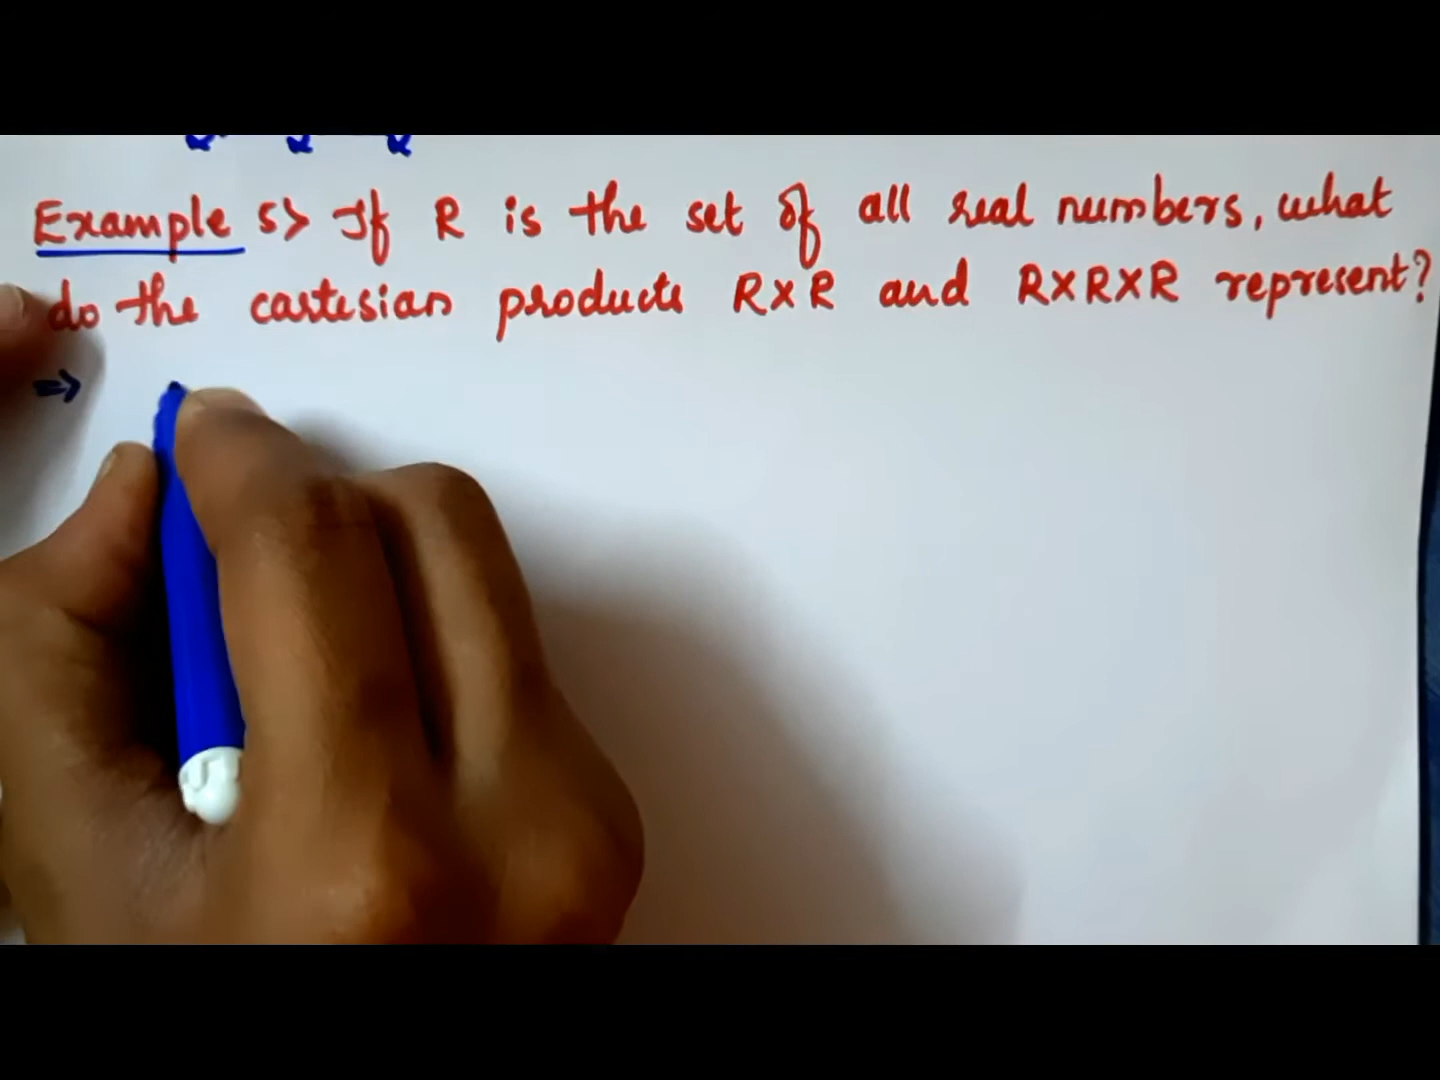 Example 5> If R is the set of all real numbers, what
do the cartesian products R×R and R×R×R represent?
⇒